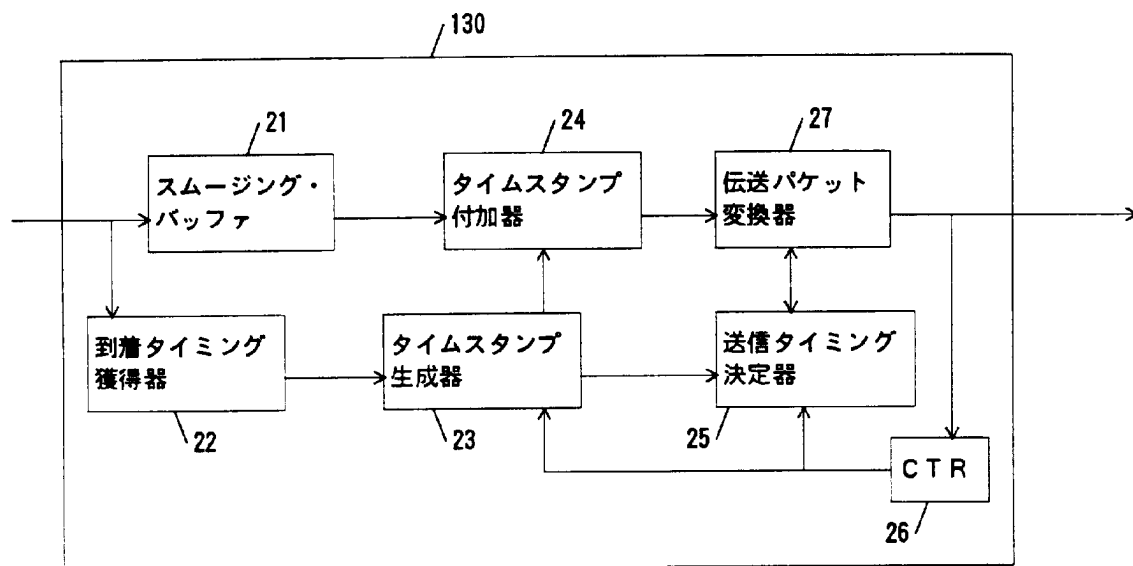 130
21
24
27
スムージング・
バッファ
タイムスタンプ
付加器
伝送パケット
変換器
到着タイミング
獲得器
タイムスタンプ
生成器
送信タイミング
決定器
22
23
25
CTR
26